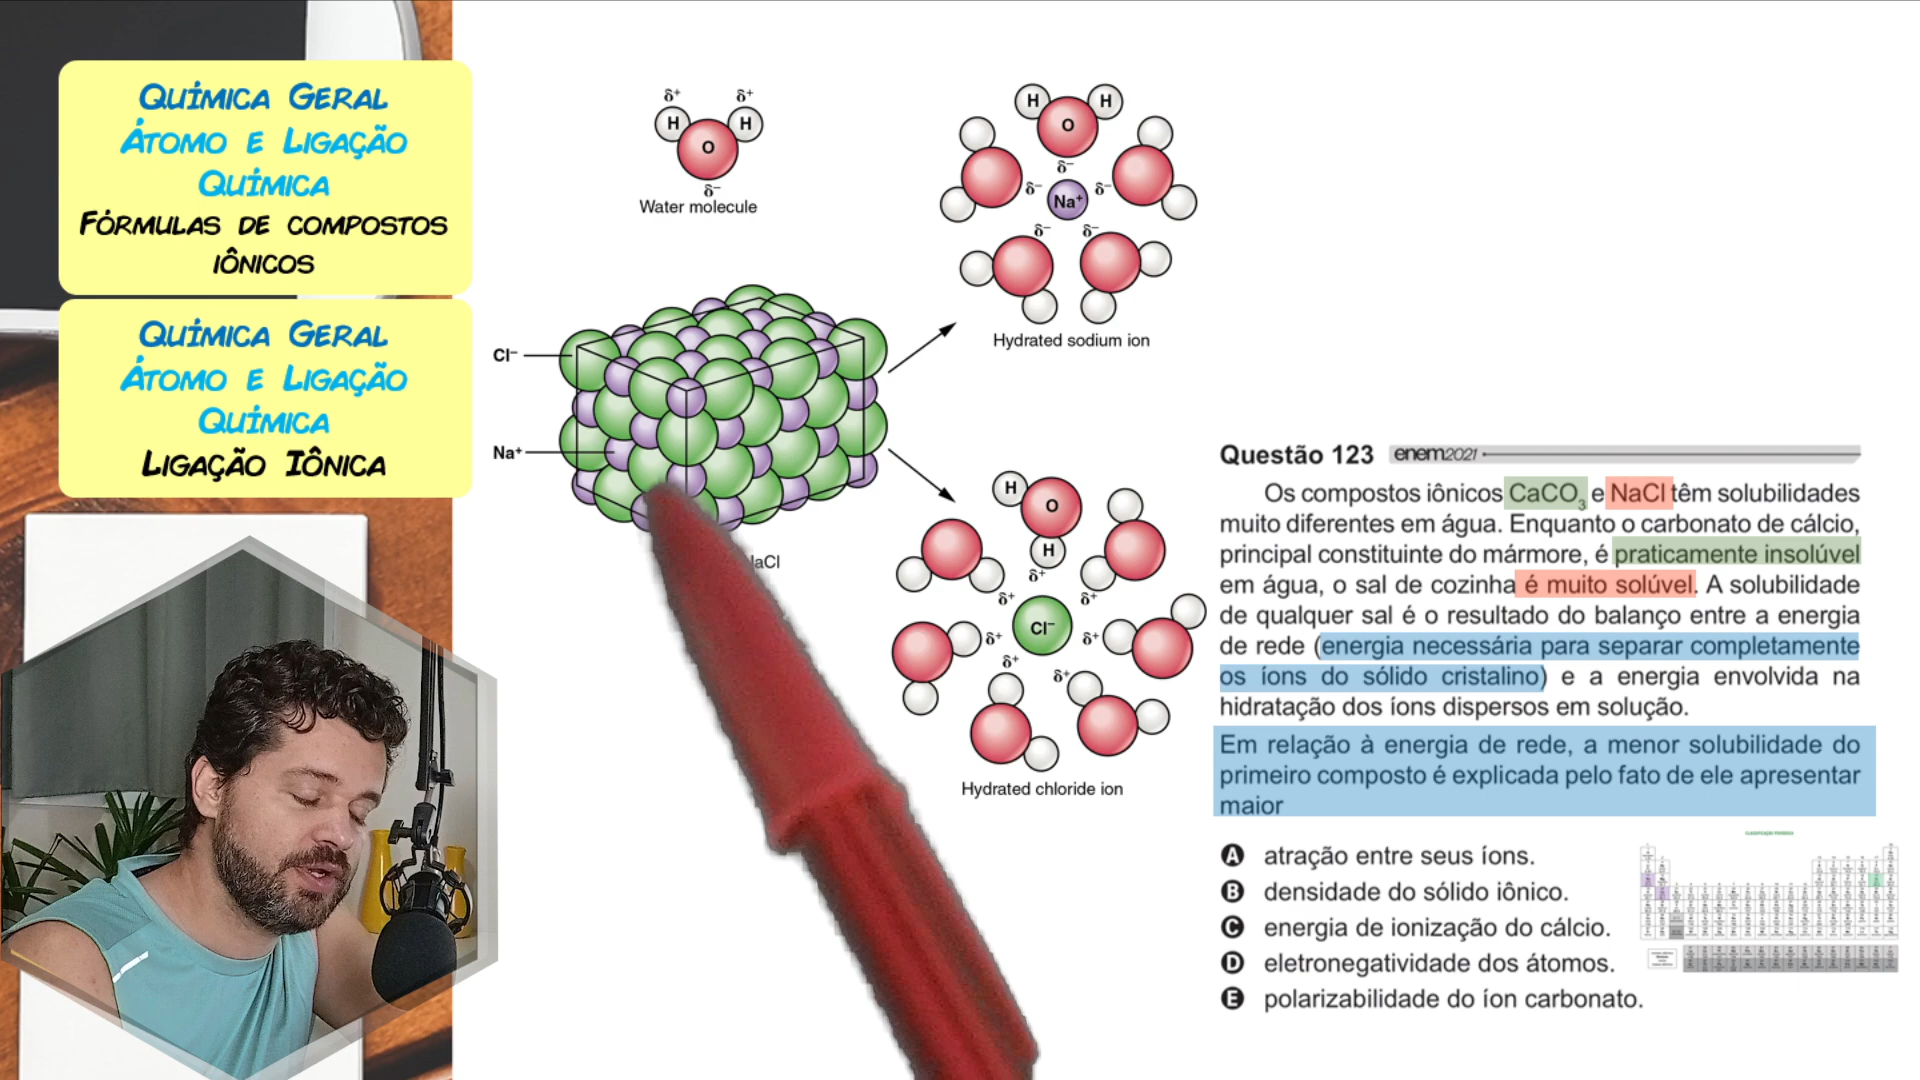 QUÍMICA GERAL
ÁTOMO E LIGAÇÃO
QUÍMICA
FÓRMULAS DE COMPOSTOS
IÔNICOS
QUÍMICA GERAL
ÁTOMO E LIGAÇÃO
QUÍMICA
LIGAÇÃO IÔNICA
δ⁺ δ⁺
H H
O
δ⁻
Water molecule
H H
O
δ⁻
δ⁻ δ⁻
Na⁺
δ⁻ δ⁻
Hydrated sodium ion
Cl⁻
Na⁺
aCl
H O
H
δ⁺
δ⁺ δ⁺
Cl⁻
δ⁺ δ⁺
δ⁺ δ⁺
Hydrated chloride ion
Questão 123 enem2021
Os compostos iônicos CaCO₃ e NaCl têm solubilidades
muito diferentes em água. Enquanto o carbonato de cálcio,
principal constituinte do mármore, é praticamente insolúvel
em água, o sal de cozinha é muito solúvel. A solubilidade
de qualquer sal é o resultado do balanço entre a energia
de rede (energia necessária para separar completamente
os íons do sólido cristalino) e a energia envolvida na
hidratação dos íons dispersos em solução.
Em relação à energia de rede, a menor solubilidade do
primeiro composto é explicada pelo fato de ele apresentar
maior
A atração entre seus íons.
B densidade do sólido iônico.
C energia de ionização do cálcio.
D eletronegatividade dos átomos.
E polarizabilidade do íon carbonato.